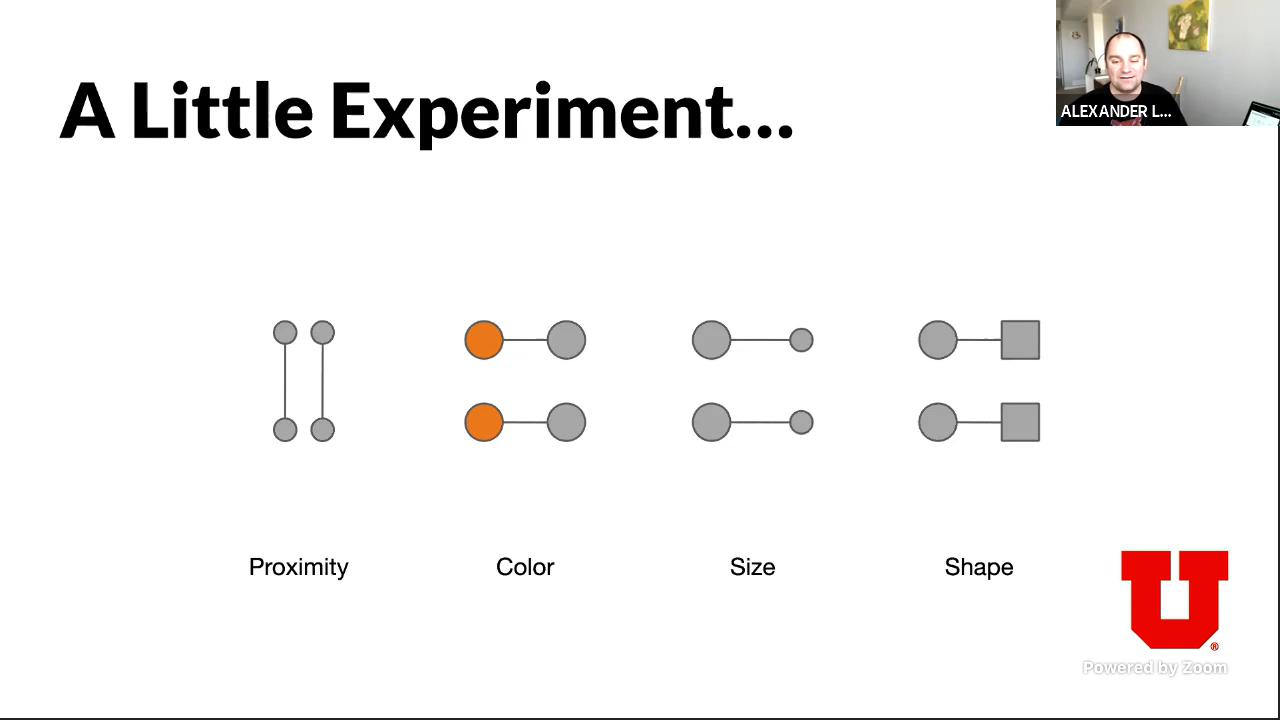 A Little Experiment...
ALEXANDER L...
Proximity
Color
Size
Shape
U
®
Powered by Zoom